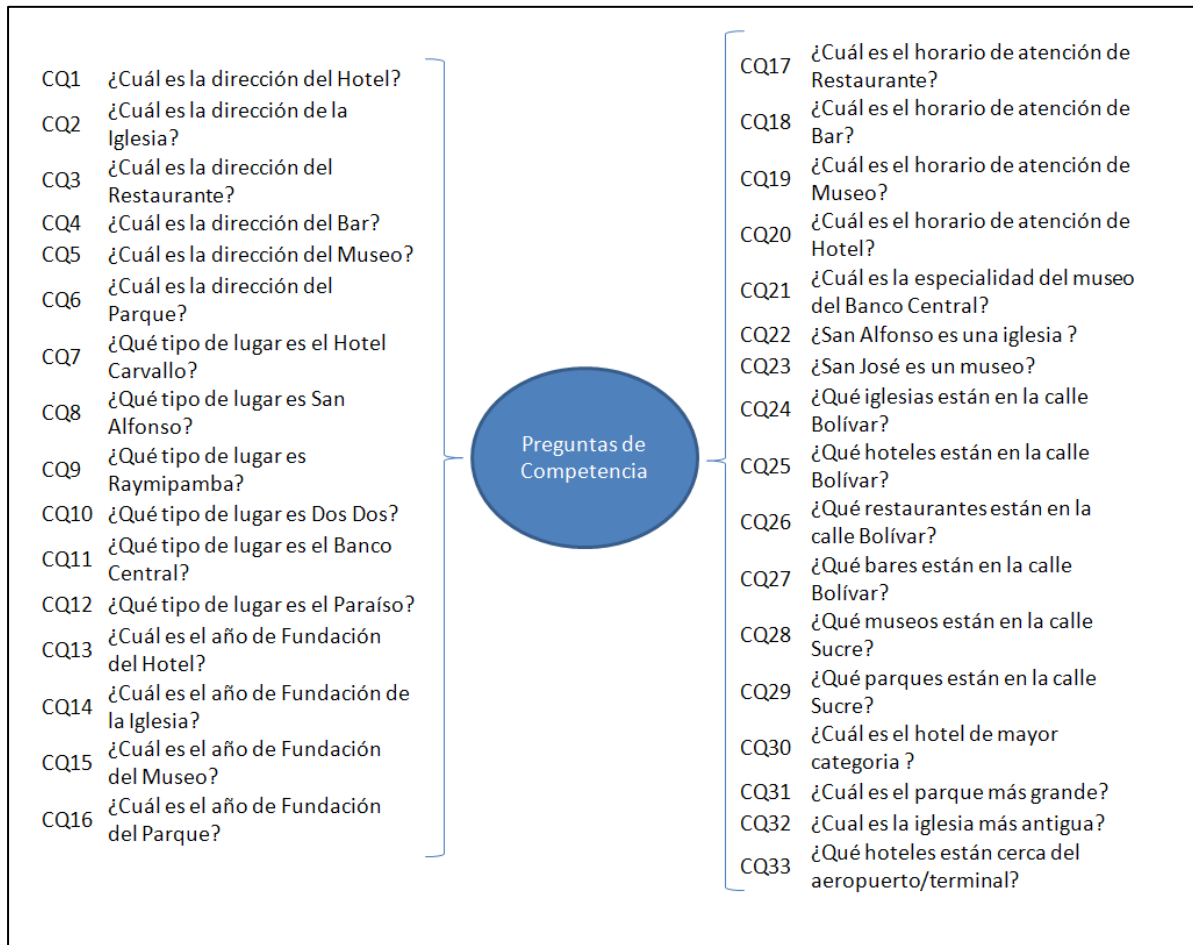 CQ1 ¿Cuál es la dirección del Hotel?
CQ2 ¿Cuál es la dirección de la
Iglesia?
CQ3 ¿Cuál es la dirección del
Restaurante?
CQ4 ¿Cuál es la dirección del Bar?
CQ5 ¿Cuál es la dirección del Museo?
CQ6 ¿Cuál es la dirección del
Parque?
CQ7 ¿Qué tipo de lugar es el Hotel
Carvallo?
CQ8 ¿Qué tipo de lugar es San
Alfonso?
CQ9 ¿Qué tipo de lugar es
Raymipamba?
CQ10 ¿Qué tipo de lugar es Dos Dos?
CQ11 ¿Qué tipo de lugar es el Banco
Central?
CQ12 ¿Qué tipo de lugar es el Paraíso?
CQ13 ¿Cuál es el año de Fundación
del Hotel?
CQ14 ¿Cuál es el año de Fundación de
la Iglesia?
CQ15 ¿Cuál es el año de Fundación
del Museo?
CQ16 ¿Cuál es el año de Fundación
del Parque?
Preguntas de
Competencia
CQ17 ¿Cuál es el horario de atención de
Restaurante?
CQ18 ¿Cuál es el horario de atención de
Bar?
CQ19 ¿Cuál es el horario de atención de
Museo?
CQ20 ¿Cuál es el horario de atención de
Hotel?
CQ21 ¿Cuál es la especialidad del museo
del Banco Central?
CQ22 ¿San Alfonso es una iglesia ?
CQ23 ¿San José es un museo?
CQ24 ¿Qué iglesias están en la calle
Bolívar?
CQ25 ¿Qué hoteles están en la calle
Bolívar?
CQ26 ¿Qué restaurantes están en la
calle Bolívar?
CQ27 ¿Qué bares están en la calle
Bolívar?
CQ28 ¿Qué museos están en la calle
Sucre?
CQ29 ¿Qué parques están en la calle
Sucre?
CQ30 ¿Cuál es el hotel de mayor
categoria ?
CQ31 ¿Cuál es el parque más grande?
CQ32 ¿Cual es la iglesia más antigua?
CQ33 ¿Qué hoteles están cerca del
aeropuerto/terminal?